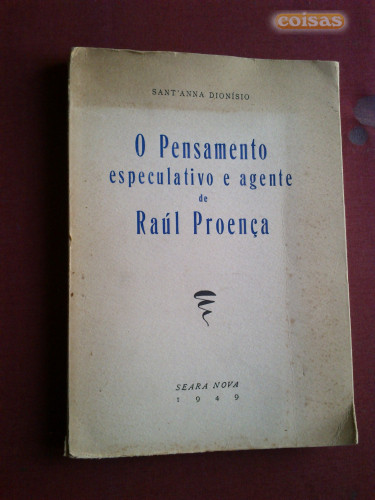 coisas
SANT'ANNA DIONÍSIO
O Pensamento
especulativo e agente
de
Raúl Proença
SEARA NOVA
1949